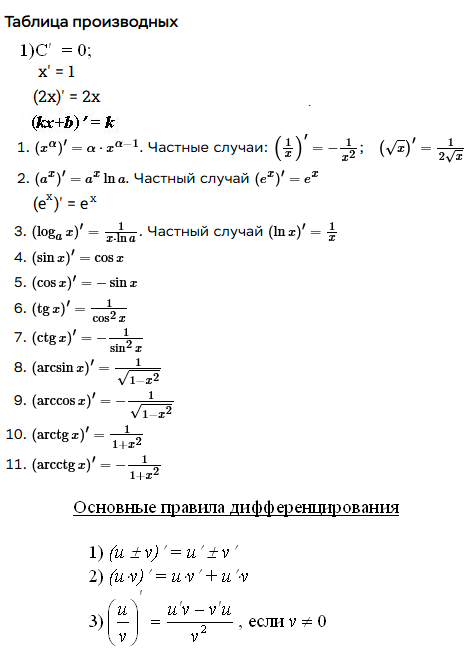 Таблица производных
1)C′ = 0;
x' = 1
(2x)' = 2x
(kx+b)′ = k
1. (x^α)′ = α · x^(α−1). Частные случаи: (1/x)′ = −1/x²; (√x)′ = 1/(2√x)
2. (a^x)′ = a^x ln a. Частный случай (e^x)′ = e^x
(e^x)' = e^x
3. (log_a x)′ = 1/(x·ln a). Частный случай (ln x)′ = 1/x
4. (sin x)′ = cos x
5. (cos x)′ = − sin x
6. (tg x)′ = 1/cos² x
7. (ctg x)′ = −1/sin² x
8. (arcsin x)′ = 1/√(1−x²)
9. (arccos x)′ = −1/√(1−x²)
10. (arctg x)′ = 1/(1+x²)
11. (arcctg x)′ = −1/(1+x²)
Основные правила дифференцирования
1) (u ± v)′ = u′ ± v′
2) (u·v)′ = u·v′ + u′v
3) (u/v)′ = (u′v − v′u)/v², если v ≠ 0